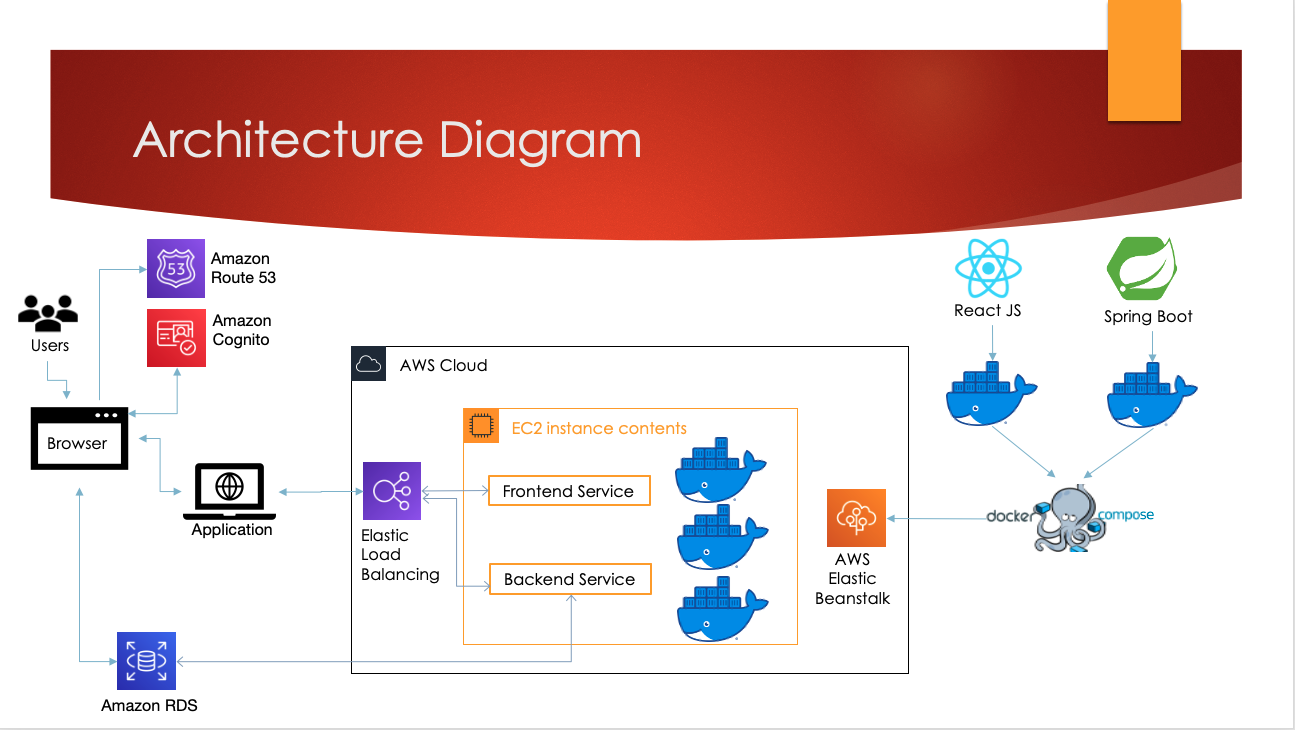 Architecture Diagram
53
Amazon
Route 53
Amazon
Cognito
Users
Browser
Application
Amazon RDS
AWS Cloud
EC2 instance contents
Frontend Service
Backend Service
Elastic
Load
Balancing
AWS
Elastic
Beanstalk
React JS
Spring Boot
docker compose